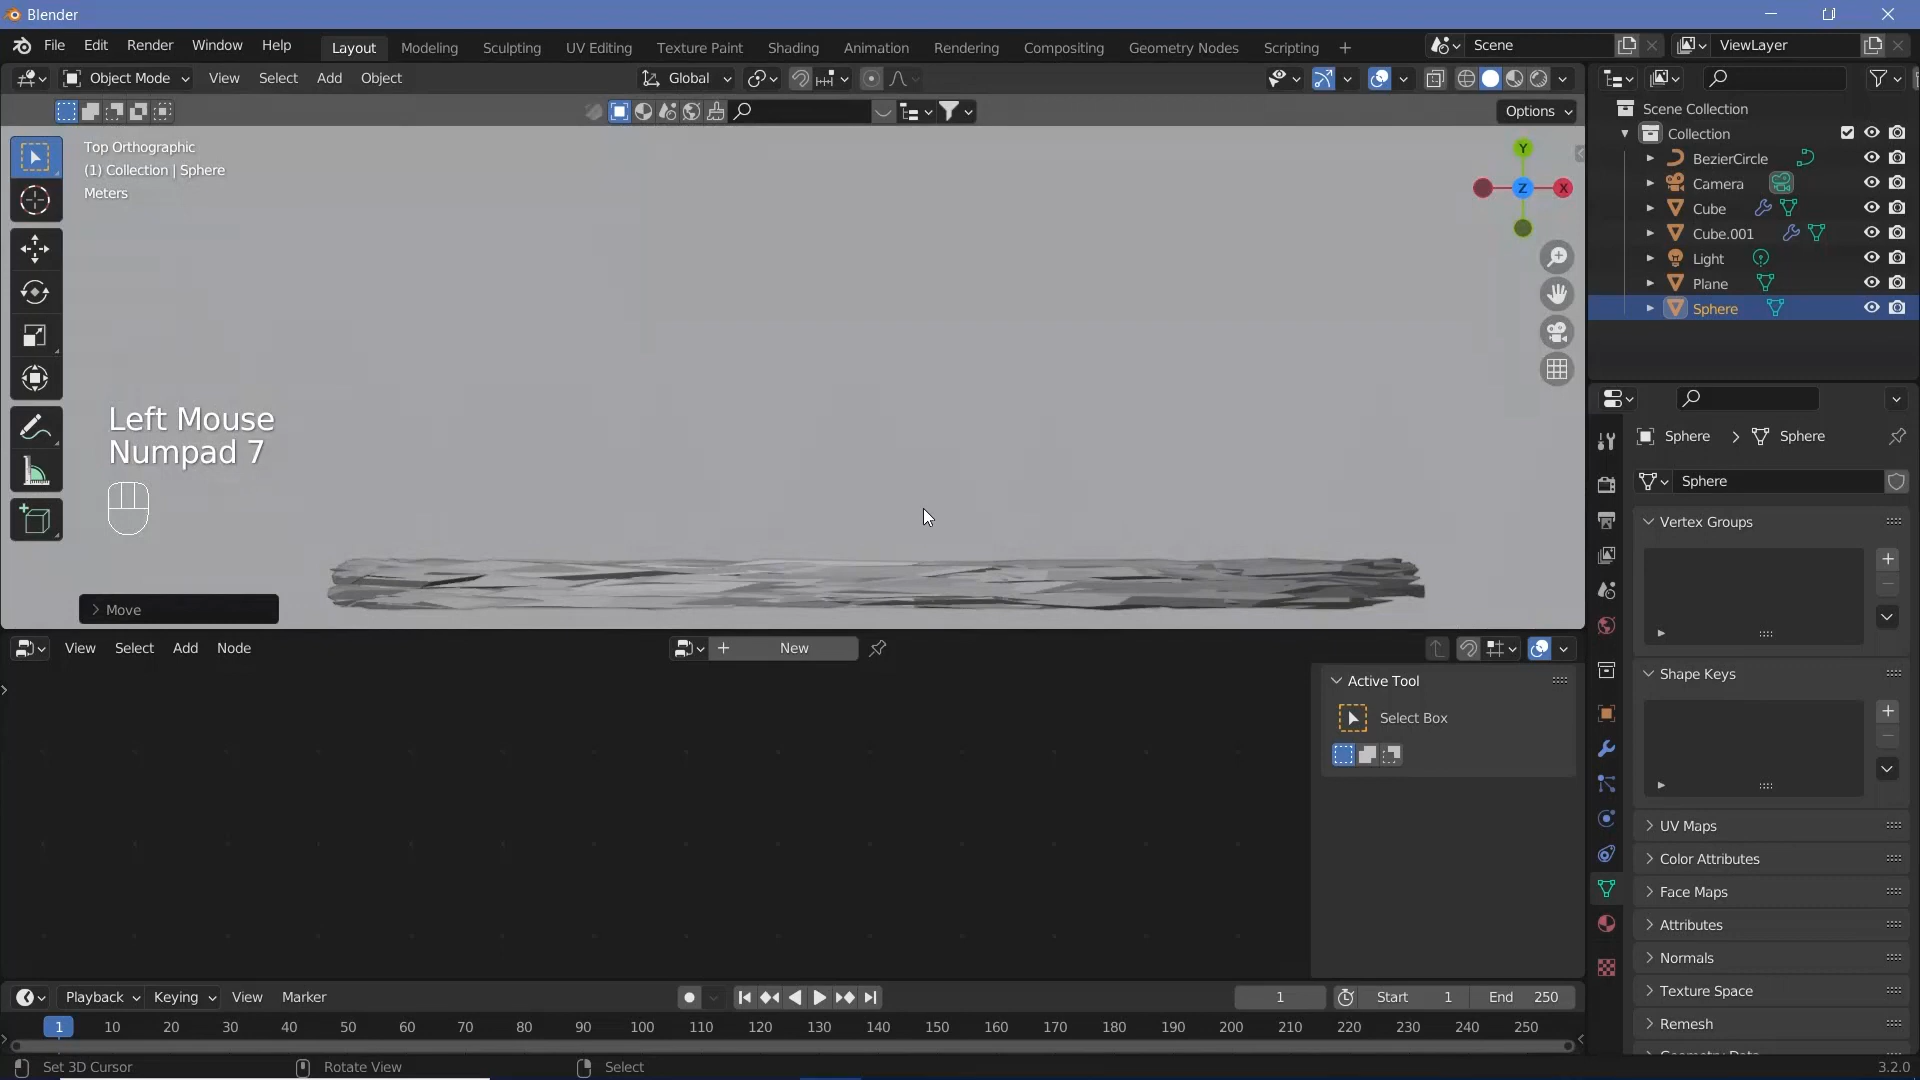 Blender
File Edit Render Window Help
Layout Modeling Sculpting UV Editing Texture Paint Shading Animation Rendering Compositing Geometry Nodes Scripting +
Scene
ViewLayer
Object Mode View Select Add Object
Global
Options
Top Orthographic
(1) Collection | Sphere
Meters
Y
Z
X
Left Mouse
Numpad 7
Move
Scene Collection
Collection
BezierCircle
Camera
Cube
Cube.001
Light
Plane
Sphere
Sphere > Sphere
Sphere
Vertex Groups
Shape Keys
UV Maps
Color Attributes
Face Maps
Attributes
Normals
Texture Space
Remesh
Geometry Data
View Select Add Node
+ New
Active Tool
Select Box
Playback Keying View Marker
1
Start 1
End 250
1 10 20 30 40 50 60 70 80 90 100 110 120 130 140 150 160 170 180 190 200 210 220 230 240 250
Set 3D Cursor
Rotate View
Select
3.2.0